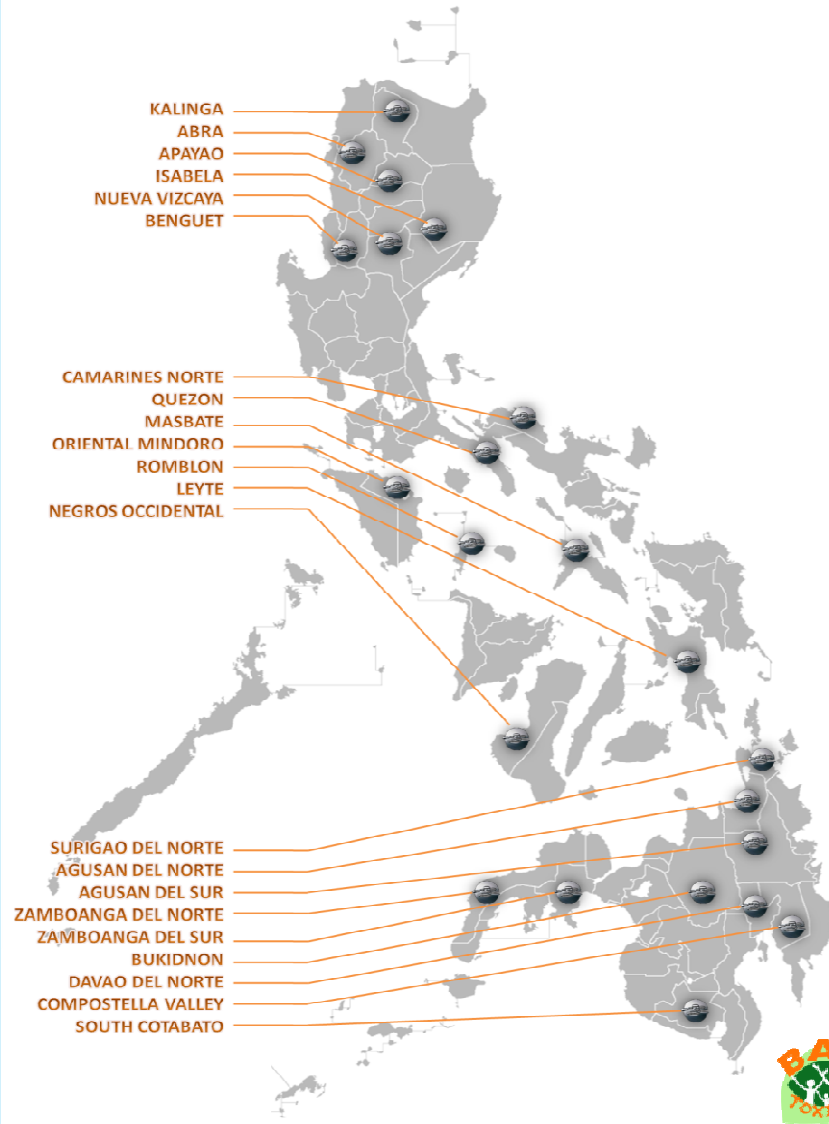 KALINGA
ABRA
APAYAO
ISABELA
NUEVA VIZCAYA
BENGUET
CAMARINES NORTE
QUEZON
MASBATE
ORIENTAL MINDORO
ROMBLON
LEYTE
NEGROS OCCIDENTAL
SURIGAO DEL NORTE
AGUSAN DEL NORTE
AGUSAN DEL SUR
ZAMBOANGA DEL NORTE
ZAMBOANGA DEL SUR
BUKIDNON
DAVAO DEL NORTE
COMPOSTELLA VALLEY
SOUTH COTABATO